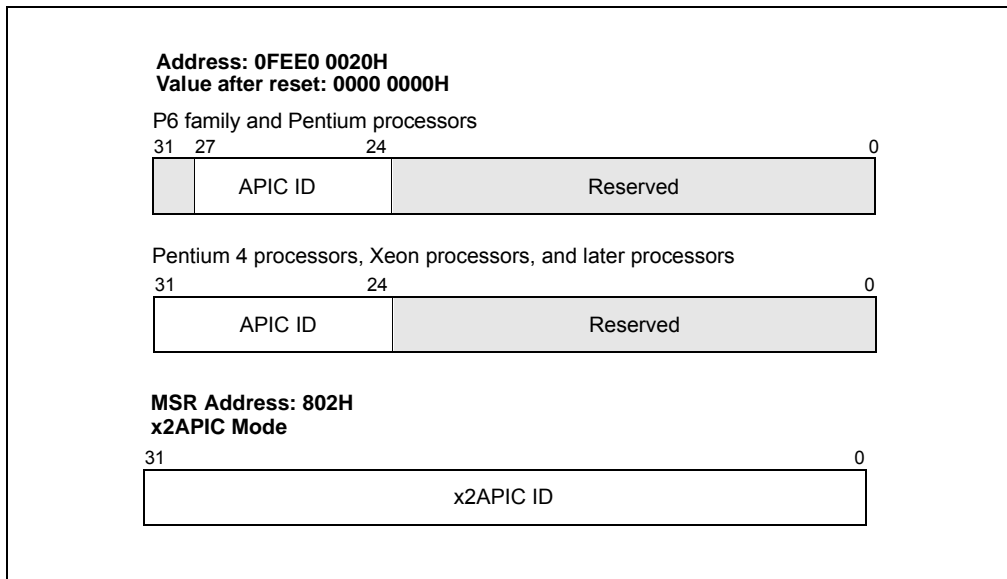 Address: 0FEE0 0020H
Value after reset: 0000 0000H
P6 family and Pentium processors
31 27 24 0
APIC ID Reserved
Pentium 4 processors, Xeon processors, and later processors
31 24 0
APIC ID Reserved
MSR Address: 802H
x2APIC Mode
31 0
x2APIC ID